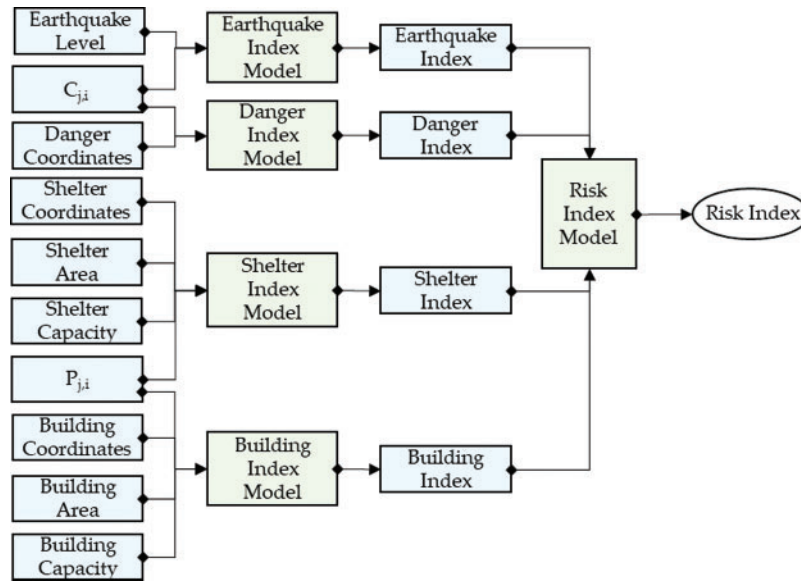 Earthquake
Level
C_{j,i}
Danger
Coordinates
Shelter
Coordinates
Shelter
Area
Shelter
Capacity
P_{j,i}
Building
Coordinates
Building
Area
Building
Capacity
Earthquake
Index
Model
Danger
Index
Model
Shelter
Index
Model
Building
Index
Model
Earthquake
Index
Danger
Index
Shelter
Index
Building
Index
Risk
Index
Model
Risk Index